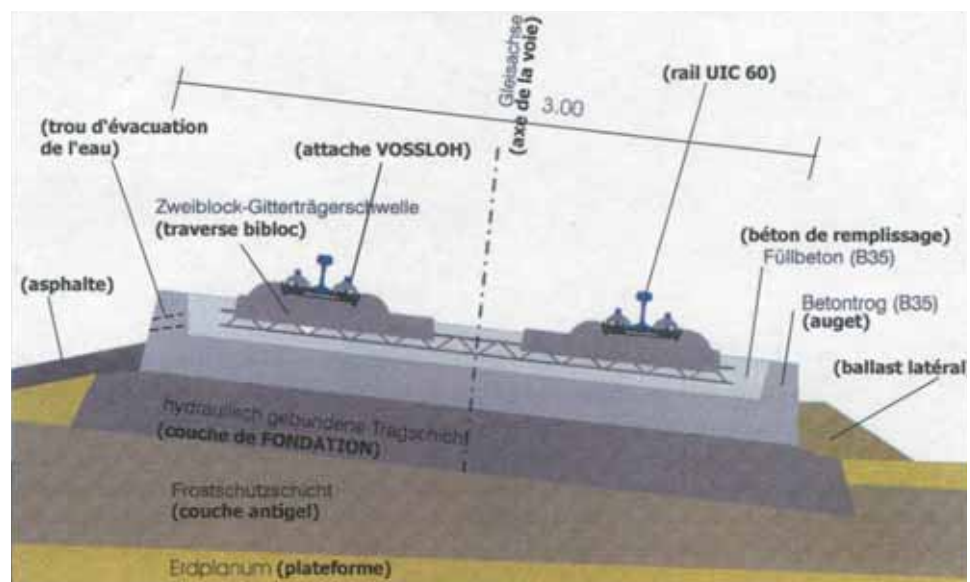 Gleisachse
(axe de la voie)
3.00
(rail UIC 60)
(trou d'évacuation
de l'eau)
(attache VOSSLOH)
Zweiblock-Gitterträgerschwelle
(traverse bibloc)
(béton de remplissage)
Füllbeton (B35)
(asphalte)
Betontrog (B35)
(auget)
(ballast latéral)
hydraulisch gebundene Tragschicht
(couche de FONDATION)
Frostschutzschicht
(couche antigel)
Erdplanum (plateforme)